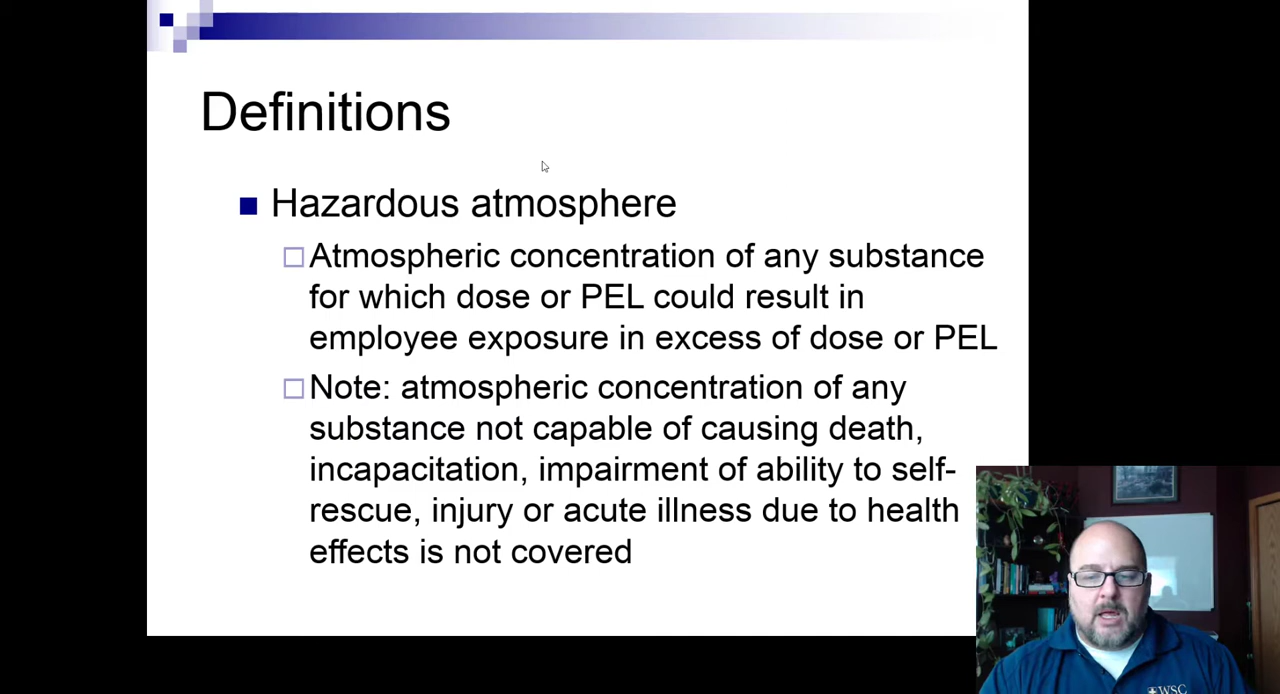 Definitions
Hazardous atmosphere
Atmospheric concentration of any substance
for which dose or PEL could result in
employee exposure in excess of dose or PEL
Note: atmospheric concentration of any
substance not capable of causing death,
incapacitation, impairment of ability to self-
rescue, injury or acute illness due to health
effects is not covered
WSC